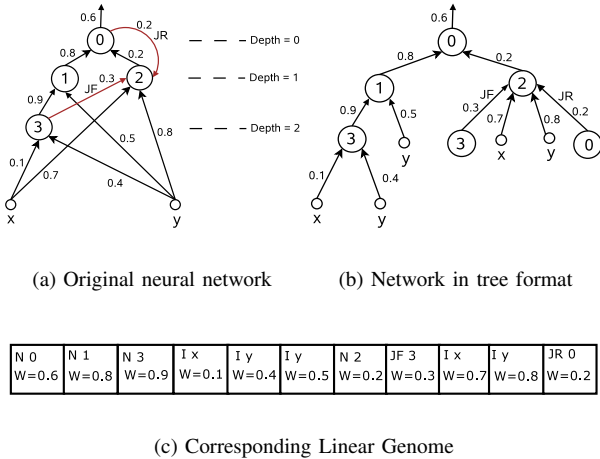 0.6
0.2
0
JR
Depth = 0
0.8
0.2
1
JF
0.3
2
Depth = 1
0.9
3
Depth = 2
0.5
0.8
0.1
0.7
0.4
x
y
(a) Original neural network
0.6
0
0.8
0.2
1
2
JF
JR
0.9
0.5
0.3
0.7
0.8
0.2
3
y
3
x
y
0
0.1
0.4
x
y
(b) Network in tree format
N 0 N 1 N 3 I x I y I y N 2 JF 3 I x I y JR 0
W=0.6 W=0.8 W=0.9 W=0.1 W=0.4 W=0.5 W=0.2 W=0.3 W=0.7 W=0.8 W=0.2
(c) Corresponding Linear Genome